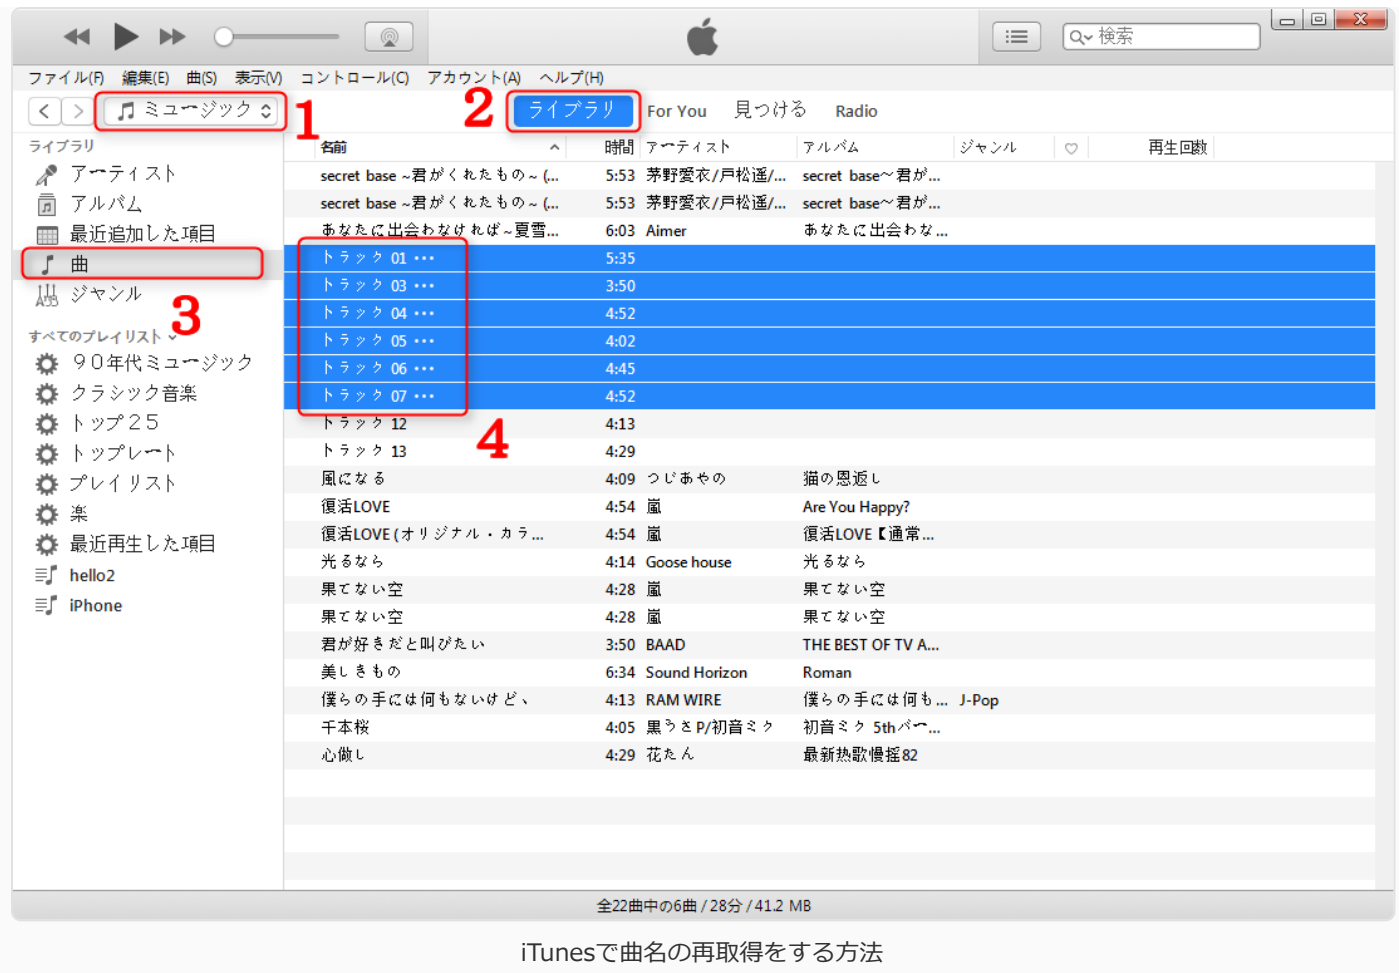 検索
ファイル(F) 編集(E) 曲(S) 表示(V) コントロール(C) アカウント(A) ヘルプ(H)
ミュージック 1 2 ライブラリ For You 見つける Radio
ライブラリ
アーティスト
アルバム
最近追加した項目
曲
ジャンル
3
すべてのプレイリスト
９０年代ミュージック
クラシック音楽
トップ２５
トップレート
プレイリスト
楽
最近再生した項目
hello2
iPhone
名前 時間 アーティスト アルバム ジャンル ♡ 再生回数
secret base ~君がくれたもの~ (... 5:53 茅野愛衣/戸松遥/... secret base～君が...
secret base ~君がくれたもの~ (... 5:53 茅野愛衣/戸松遥/... secret base～君が...
あなたに出会わなければ~夏雪... 6:03 Aimer あなたに出会わな...
トラック 01 ••• 5:35
トラック 03 ••• 3:50
トラック 04 ••• 4:52
トラック 05 ••• 4:02
トラック 06 ••• 4:45
トラック 07 ••• 4:52
4
トラック 12 4:13
トラック 13 4:29
風になる 4:09 つじあやの 猫の恩返し
復活LOVE 4:54 嵐 Are You Happy?
復活LOVE (オリジナル・カラ... 4:54 嵐 復活LOVE【通常...
光るなら 4:14 Goose house 光るなら
果てない空 4:28 嵐 果てない空
果てない空 4:28 嵐 果てない空
君が好きだと叫びたい 3:50 BAAD THE BEST OF TV A...
美しきもの 6:34 Sound Horizon Roman
僕らの手には何もないけど、 4:13 RAM WIRE 僕らの手には何も... J-Pop
千本桜 4:05 黒うさP/初音ミク 初音ミク 5thバー...
心做し 4:29 花たん 最新热歌慢摇82
全22曲中の6曲 / 28分 / 41.2 MB
iTunesで曲名の再取得をする方法